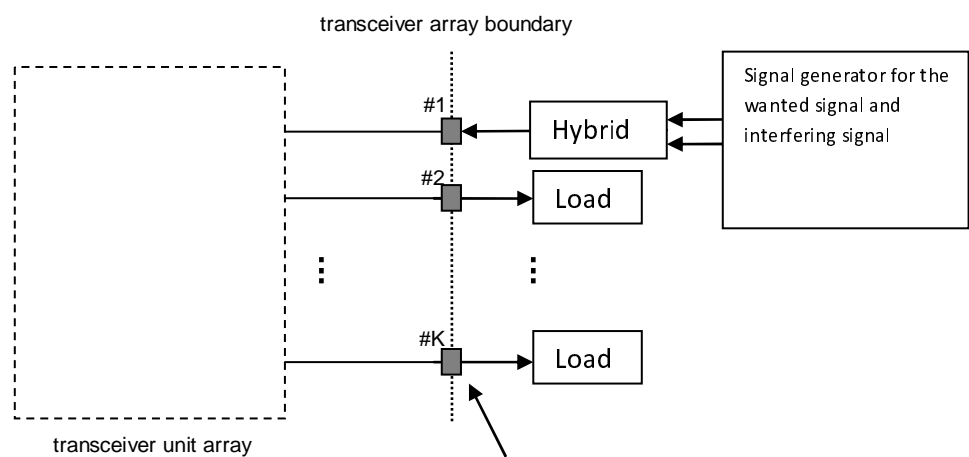 transceiver array boundary
#1
Hybrid
Signal generator for the
wanted signal and
interfering signal
#2
Load
#K
Load
transceiver unit array